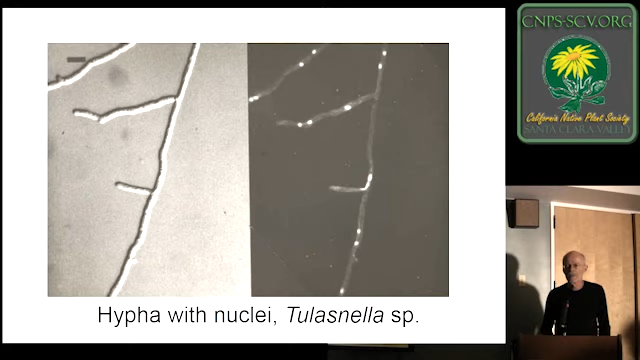 CNPS-SCV.ORG
California Native Plant Society
SANTA CLARA VALLEY
Hypha with nuclei, Tulasnella sp.